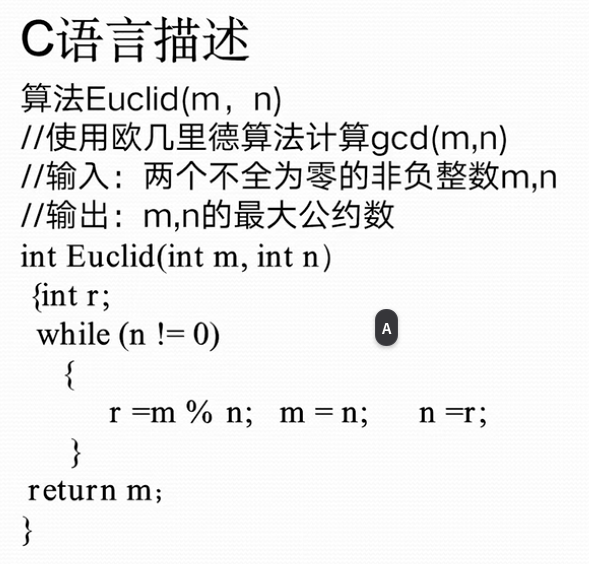 C语言描述
算法Euclid(m，n)
//使用欧几里德算法计算gcd(m,n)
//输入：两个不全为零的非负整数m,n
//输出：m,n的最大公约数
int Euclid(int m, int n)
{int r;
while (n != 0)
A
{
r =m % n; m = n; n =r;
}
return m;
}